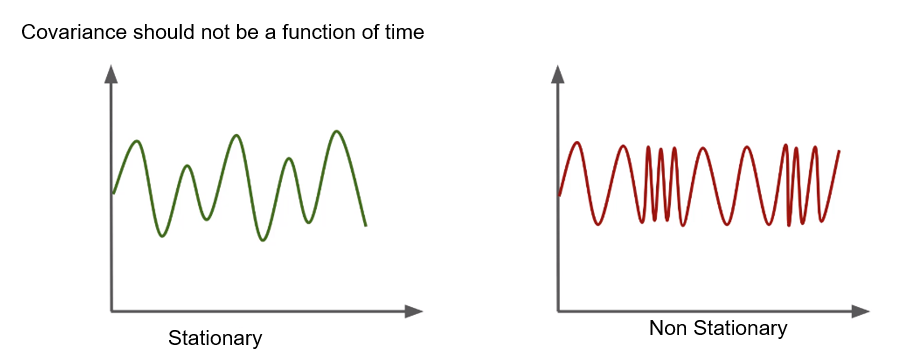 Covariance should not be a function of time
Stationary
Non Stationary